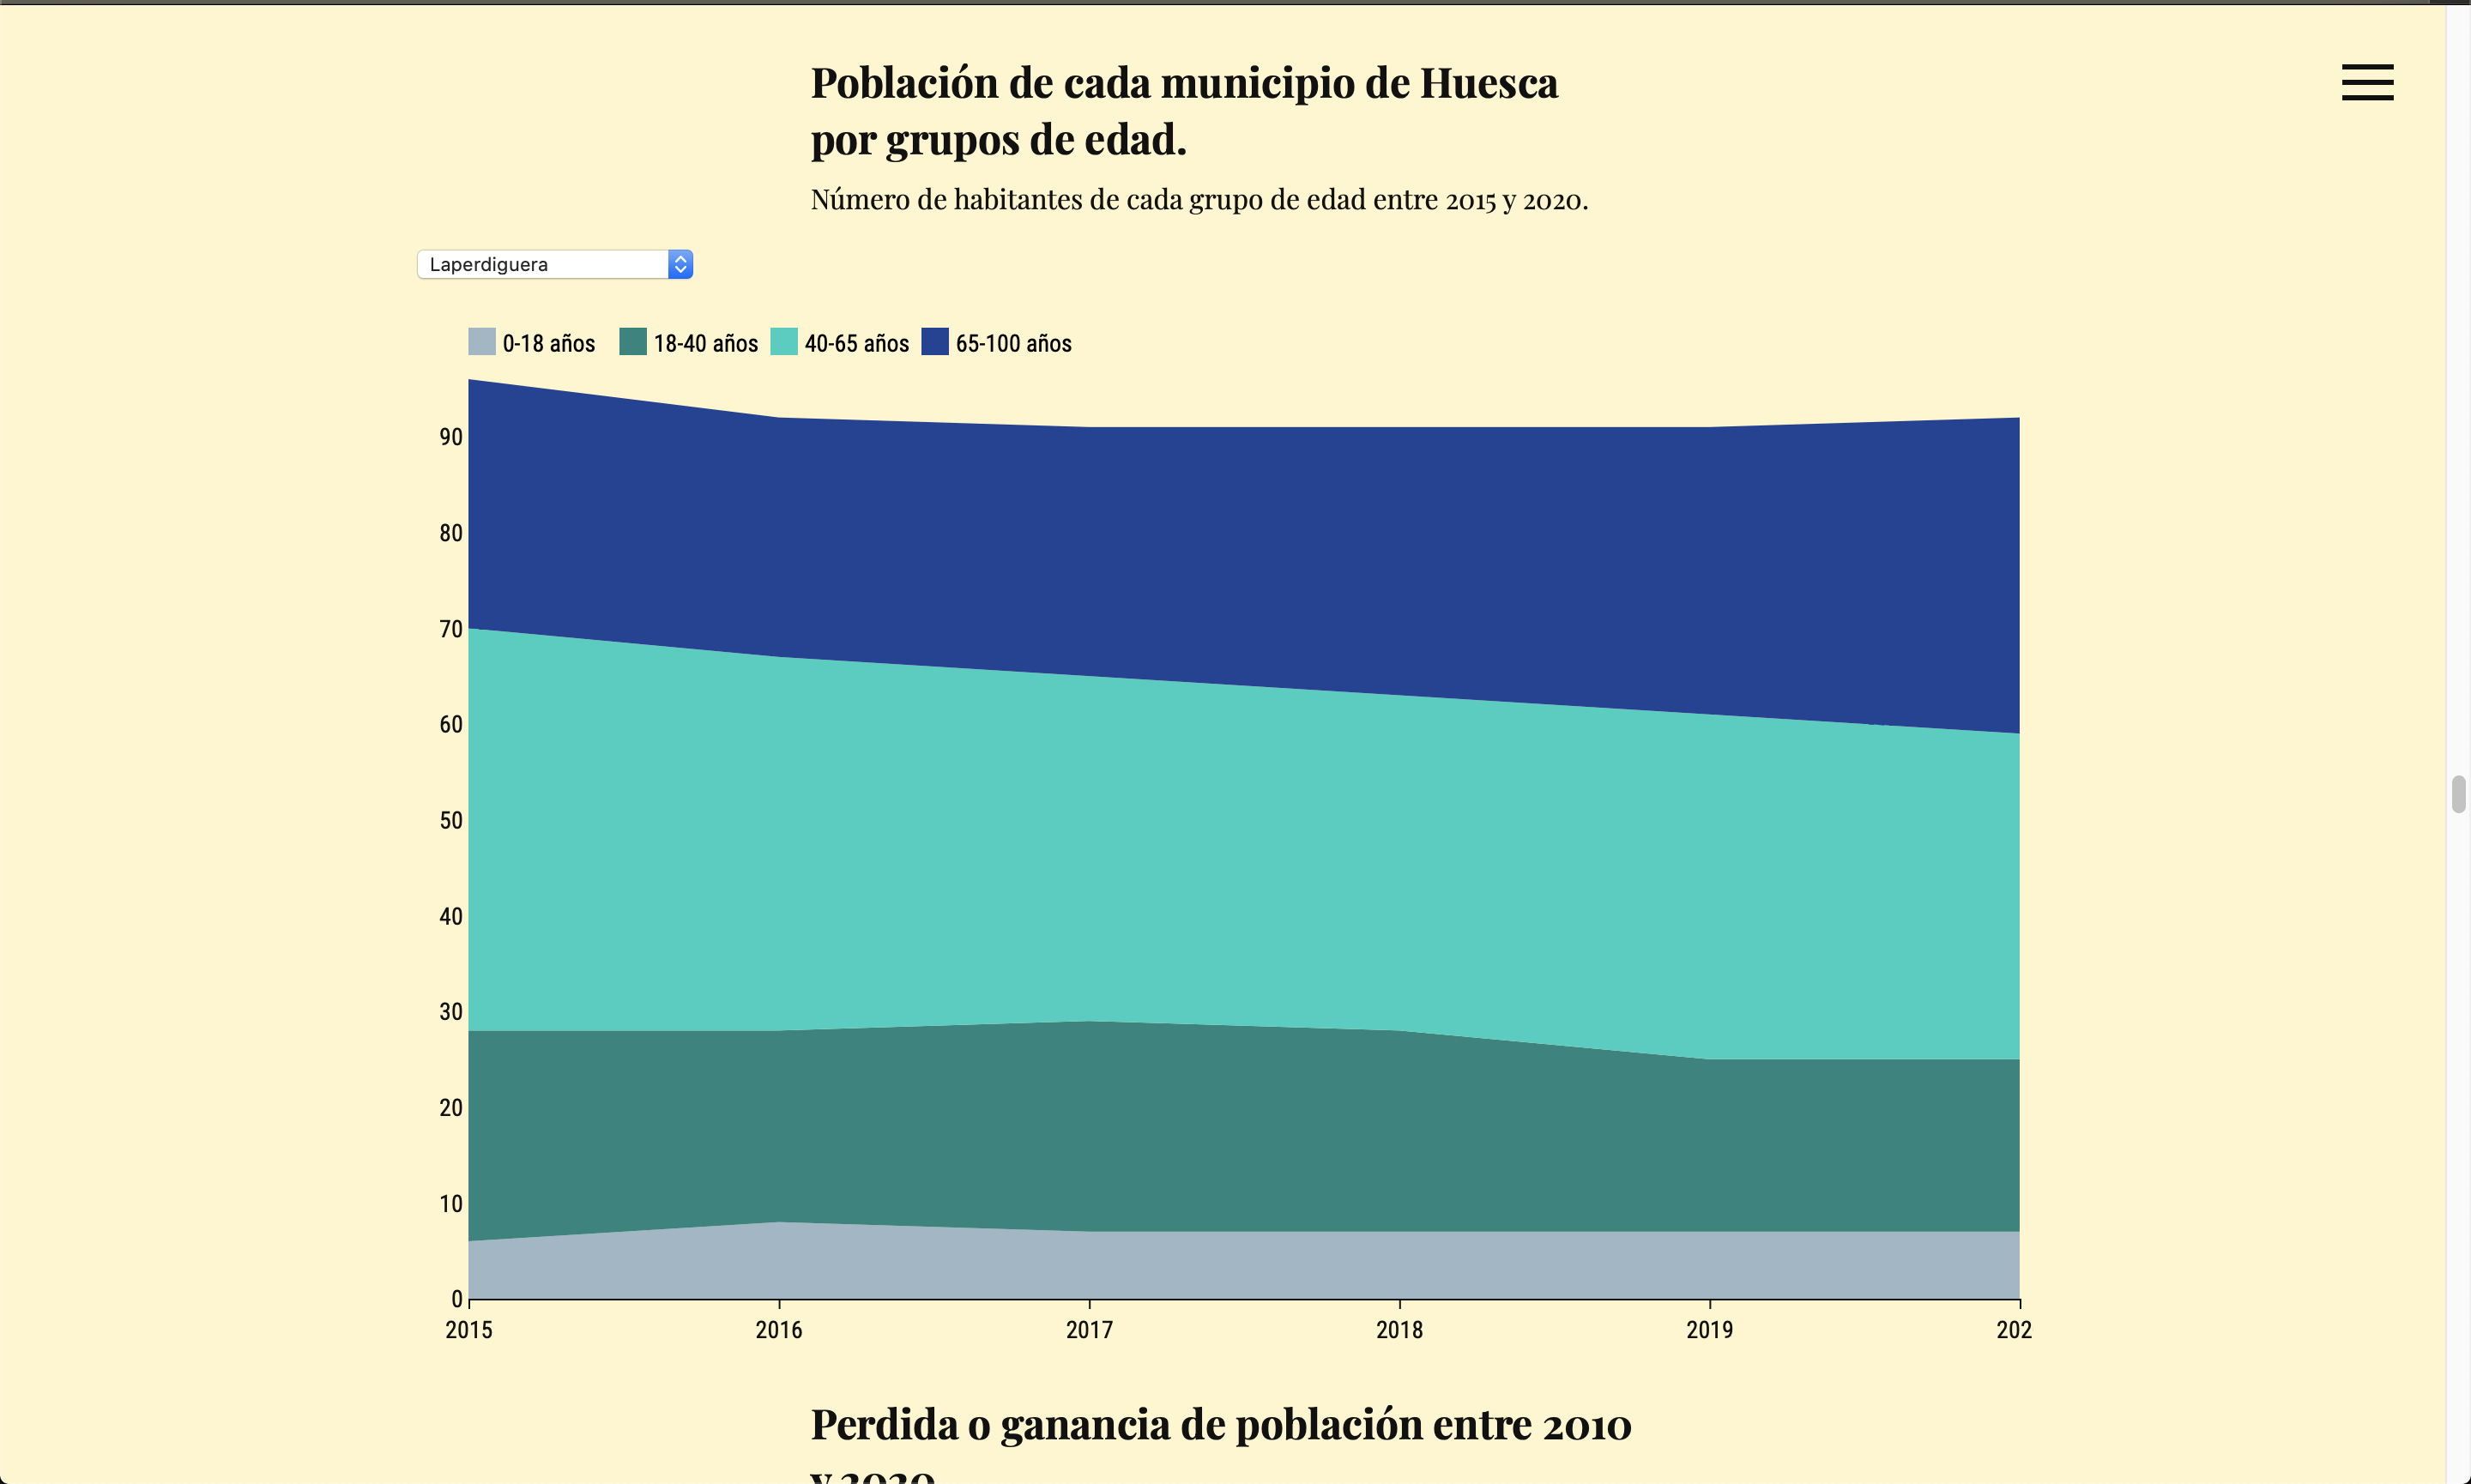 Población de cada municipio de Huesca
por grupos de edad.
Número de habitantes de cada grupo de edad entre 2015 y 2020.
Laperdiguera
0-18 años 18-40 años 40-65 años 65-100 años
90
80
70
60
50
40
30
20
10
0
2015 2016 2017 2018 2019 202
Perdida o ganancia de población entre 2010
y 2020